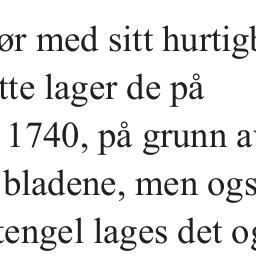 ør med sitt hurtigb
tte lager de på
1740, på grunn av
bladene, men ogs
tengel lages det og